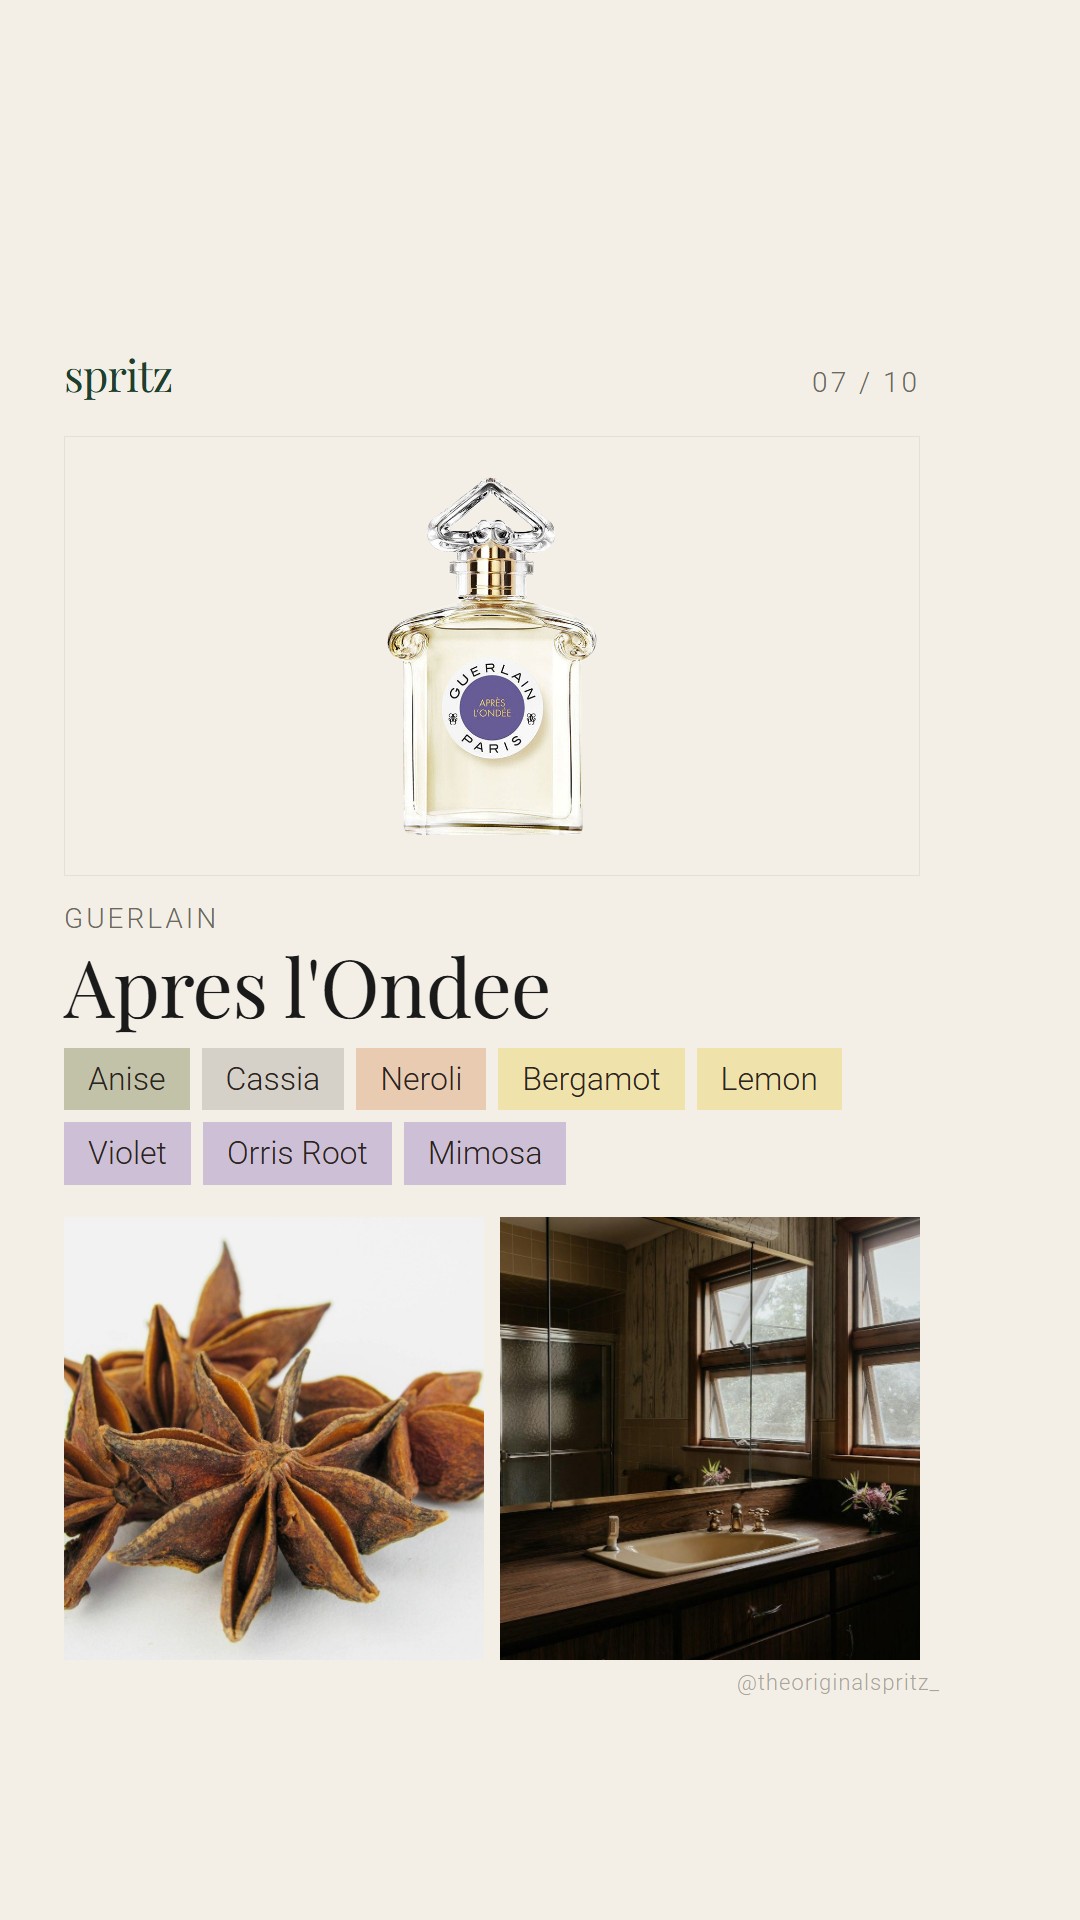 spritz
07 / 10
GUERLAIN
APRÈS
L'ONDÉE
PARIS
GUERLAIN
Apres l'Ondee
Anise Cassia Neroli Bergamot Lemon
Violet Orris Root Mimosa
@theoriginalspritz_